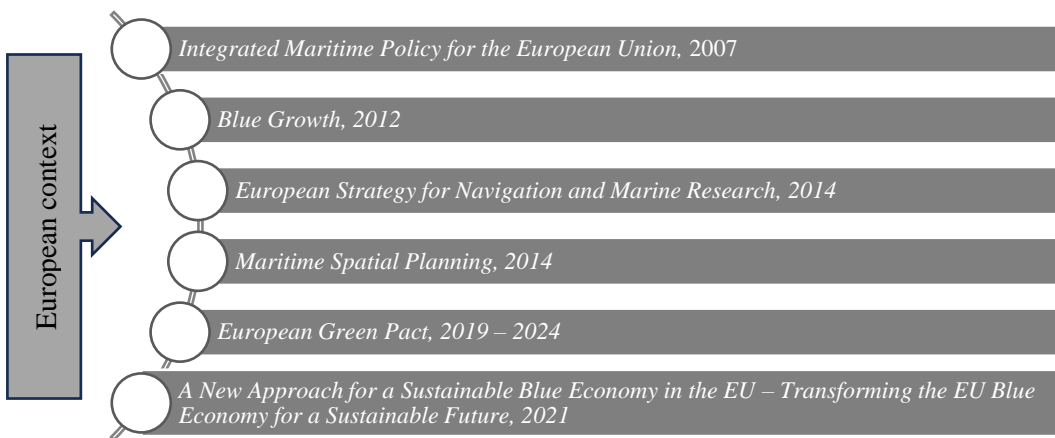 European context
Integrated Maritime Policy for the European Union, 2007
Blue Growth, 2012
European Strategy for Navigation and Marine Research, 2014
Maritime Spatial Planning, 2014
European Green Pact, 2019 – 2024
A New Approach for a Sustainable Blue Economy in the EU – Transforming the EU Blue
Economy for a Sustainable Future, 2021